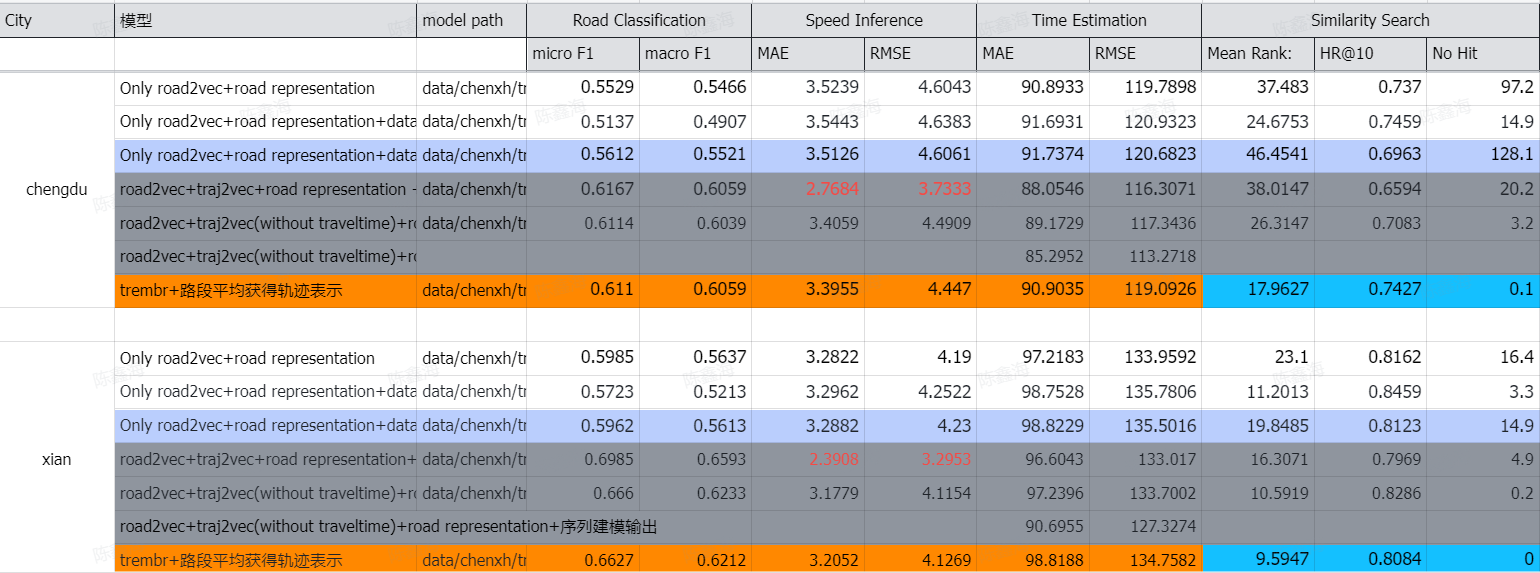 City 模型 model path Road Classification Speed Inference Time Estimation Similarity Search
micro F1 macro F1 MAE RMSE MAE RMSE Mean Rank: HR@10 No Hit
Only road2vec+road representation data/chenxh/tr 0.5529 0.5466 3.5239 4.6043 90.8933 119.7898 37.483 0.737 97.2
Only road2vec+road representation+data data/chenxh/tr 0.5137 0.4907 3.5443 4.6383 91.6931 120.9323 24.6753 0.7459 14.9
Only road2vec+road representation+data data/chenxh/tr 0.5612 0.5521 3.5126 4.6061 91.7374 120.6823 46.4541 0.6963 128.1
chengdu road2vec+traj2vec+road representation - data/chenxh/tr 0.6167 0.6059 2.7684 3.7333 88.0546 116.3071 38.0147 0.6594 20.2
road2vec+traj2vec(without traveltime)+ro data/chenxh/tr 0.6114 0.6039 3.4059 4.4909 89.1729 117.3436 26.3147 0.7083 3.2
road2vec+traj2vec(without traveltime)+ro 85.2952 113.2718
trembr+路段平均获得轨迹表示 data/chenxh/tr 0.611 0.6059 3.3955 4.447 90.9035 119.0926 17.9627 0.7427 0.1
Only road2vec+road representation data/chenxh/tr 0.5985 0.5637 3.2822 4.19 97.2183 133.9592 23.1 0.8162 16.4
Only road2vec+road representation+data data/chenxh/tr 0.5723 0.5213 3.2962 4.2522 98.7528 135.7806 11.2013 0.8459 3.3
Only road2vec+road representation+data data/chenxh/tr 0.5962 0.5613 3.2882 4.23 98.8229 135.5016 19.8485 0.8123 14.9
xian road2vec+traj2vec+road representation+ data/chenxh/tr 0.6985 0.6593 2.3908 3.2953 96.6043 133.017 16.3071 0.7969 4.9
road2vec+traj2vec(without traveltime)+ro data/chenxh/tr 0.666 0.6233 3.1779 4.1154 97.2396 133.7002 10.5919 0.8286 0.2
road2vec+traj2vec(without traveltime)+road representation+序列建模输出 90.6955 127.3274
trembr+路段平均获得轨迹表示 data/chenxh/tr 0.6627 0.6212 3.2052 4.1269 98.8188 134.7582 9.5947 0.8084 0